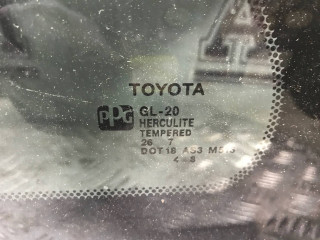 TOYOTA
PPG GL-20
HERCULITE
TEMPERED
26 7
DOT18 AS3
A